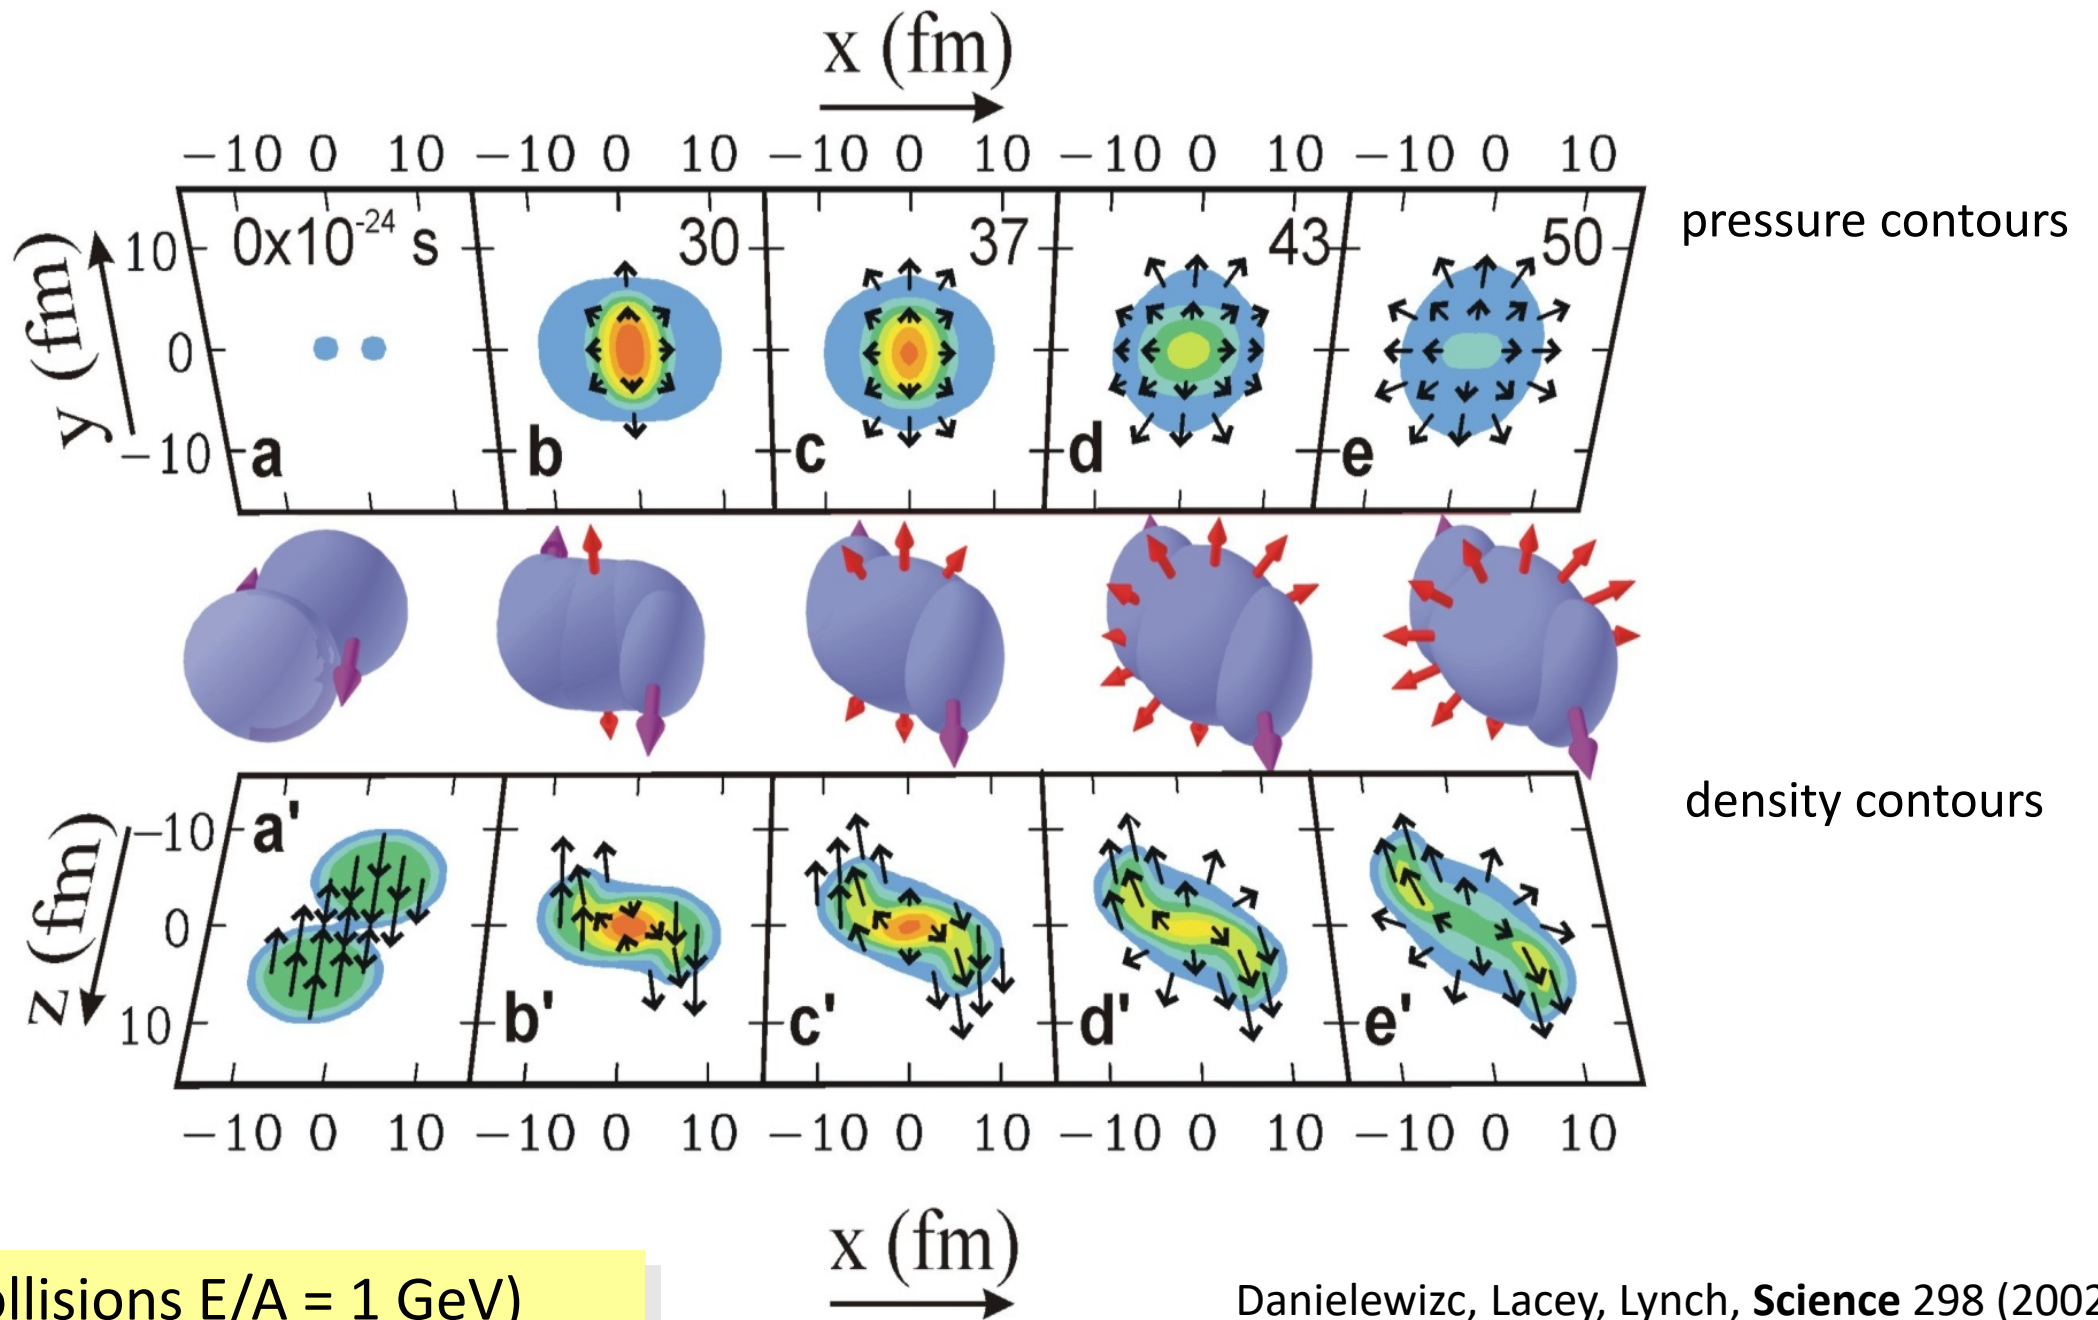 x (fm)
−10 0 10 −10 0 10 −10 0 10 −10 0 10 −10 0 10
pressure contours
y (fm)
10
0
−10
0x10⁻²⁴ s
30
37
43
50
a
b
c
d
e
density contours
z (fm)
−10
0
10
a'
b'
c'
d'
e'
−10 0 10 −10 0 10 −10 0 10 −10 0 10 −10 0 10
x (fm)
llisions E/A = 1 GeV)
Danielewizc, Lacey, Lynch, Science 298 (2002